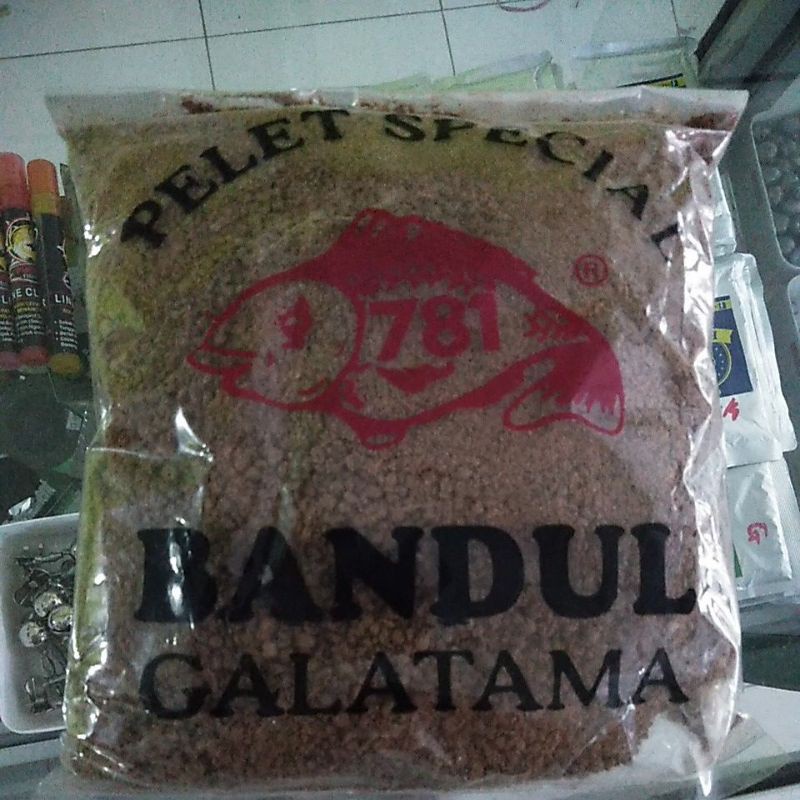 PELET SPECIAL
®
781
BANDUL
GALATAMA